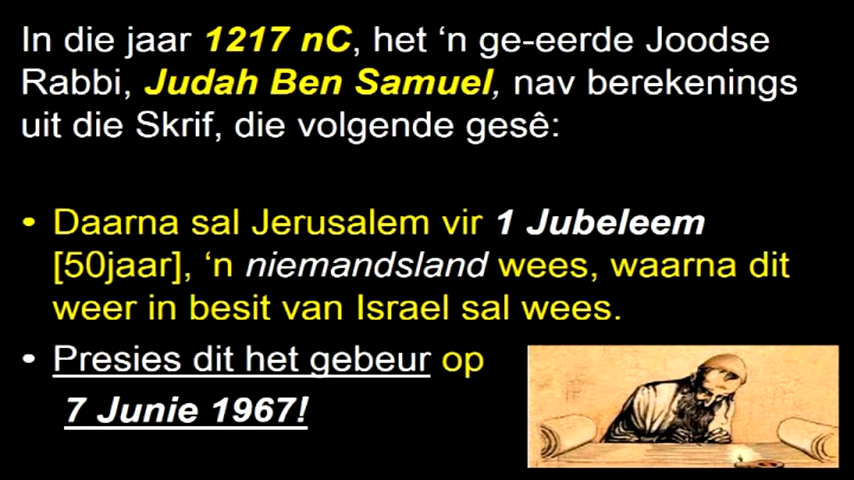 In die jaar 1217 nC, het ‘n ge-eerde Joodse
Rabbi, Judah Ben Samuel, nav berekenings
uit die Skrif, die volgende gesê:
• Daarna sal Jerusalem vir 1 Jubeleem
[50jaar], ‘n niemandsland wees, waarna dit
weer in besit van Israel sal wees.
• Presies dit het gebeur op
7 Junie 1967!